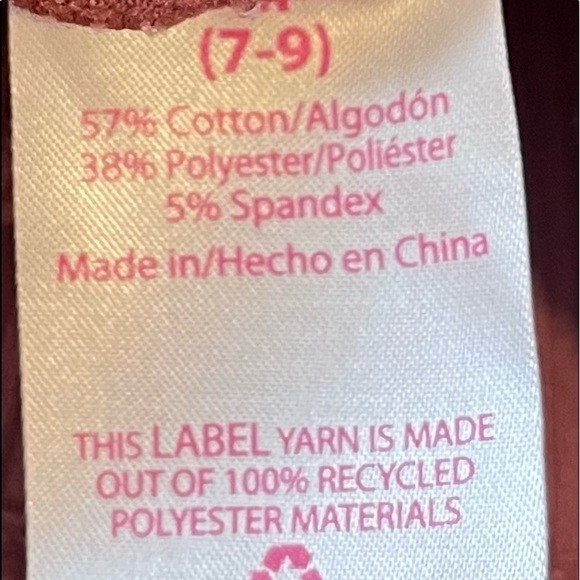 (7-9)
57% Cotton/Algodón
38% Polyester/Poliéster
5% Spandex
Made in/Hecho en China
THIS LABEL YARN IS MADE
OUT OF 100% RECYCLED
POLYESTER MATERIALS